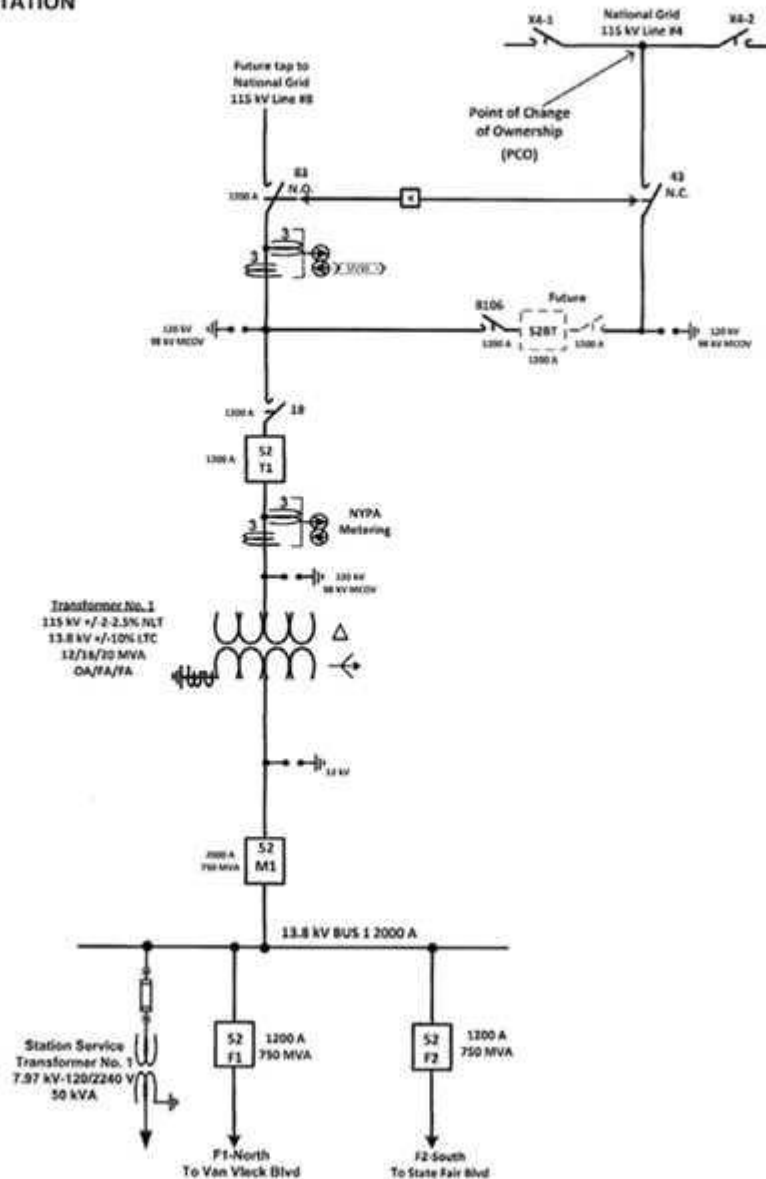 TATION
X4-1
National Grid
115 kV Line #4
X4-2
Future tap to
National Grid
115 kV Line #8
Point of Change
of Ownership
(PCO)
83
N.O.
1200 A
K
43
N.C.
3
3
Future
B106
52BT
1200 A
1200 A
1200 A
120 kV
98 kV MCOV
120 kV
98 kV MCOV
1200 A
18
1200 A
52
T1
3
3
NYPA
Metering
120 kV
98 kV MCOV
Transformer No. 1
115 kV +/-2-2.5% NLT
13.8 kV +/-10% LTC
12/16/20 MVA
OA/FA/FA
12 kV
2000 A
750 MVA
52
M1
13.8 kV BUS 1 2000 A
Station Service
Transformer No. 1
7.97 kV-120/2240 V
50 kVA
52
F1
1200 A
750 MVA
52
F2
1200 A
750 MVA
F1-North
To Van Vleck Blvd
F2-South
To State Fair Blvd